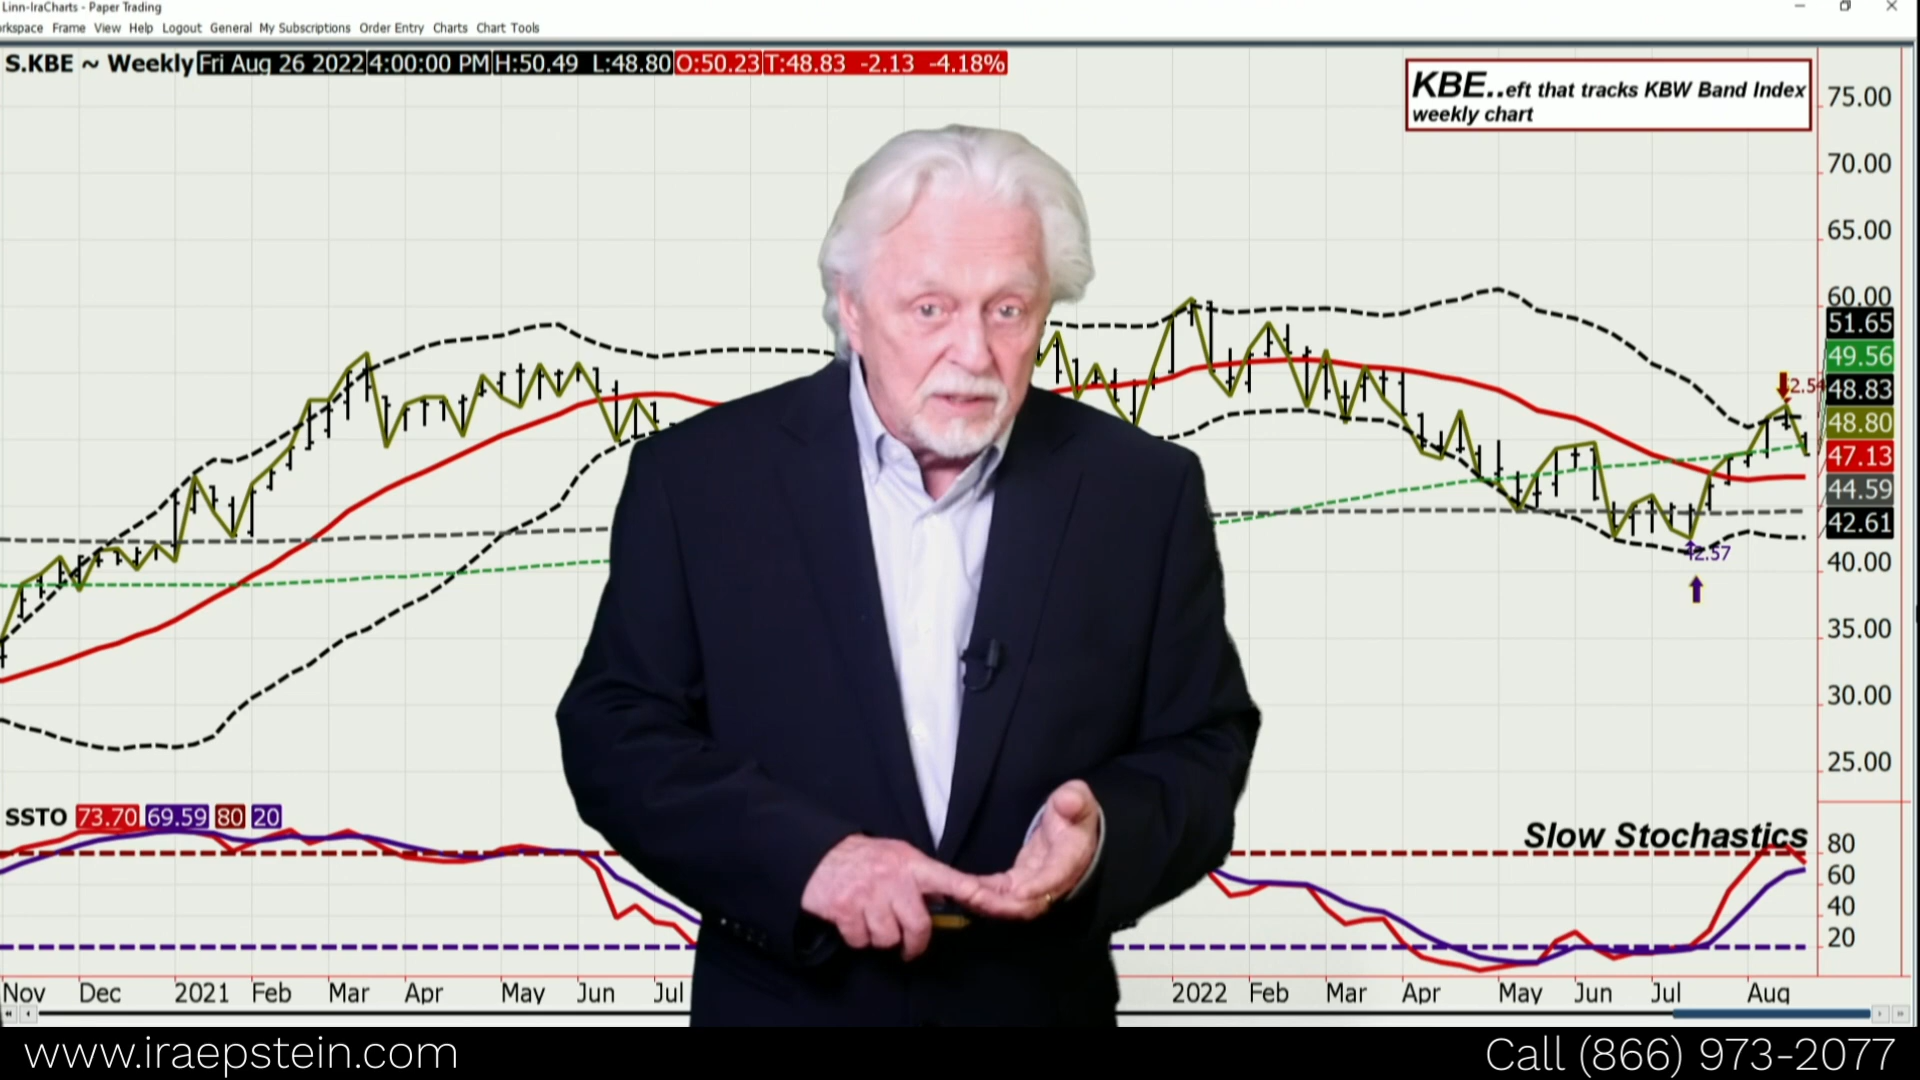 Linn-IraCharts - Paper Trading
rkspace Frame View Help Logout General My Subscriptions Order Entry Charts Chart Tools
S.KBE ~ Weekly Fri Aug 26 2022 4:00:00 PM H:50.49 L:48.80 O:50.23 T:48.83 -2.13 -4.18%
KBE..eft that tracks KBW Band Index
weekly chart
75.00
70.00
65.00
60.00
51.65
49.56
48.83
48.80
47.13
44.59
42.61
40.00
35.00
30.00
25.00
2.57
SSTO 73.70 69.59 80 20
Slow Stochastics
80
60
40
20
Nov Dec 2021 Feb Mar Apr May Jun Jul 2022 Feb Mar Apr May Jun Jul Aug
www.iraepstein.com
Call (866) 973-2077